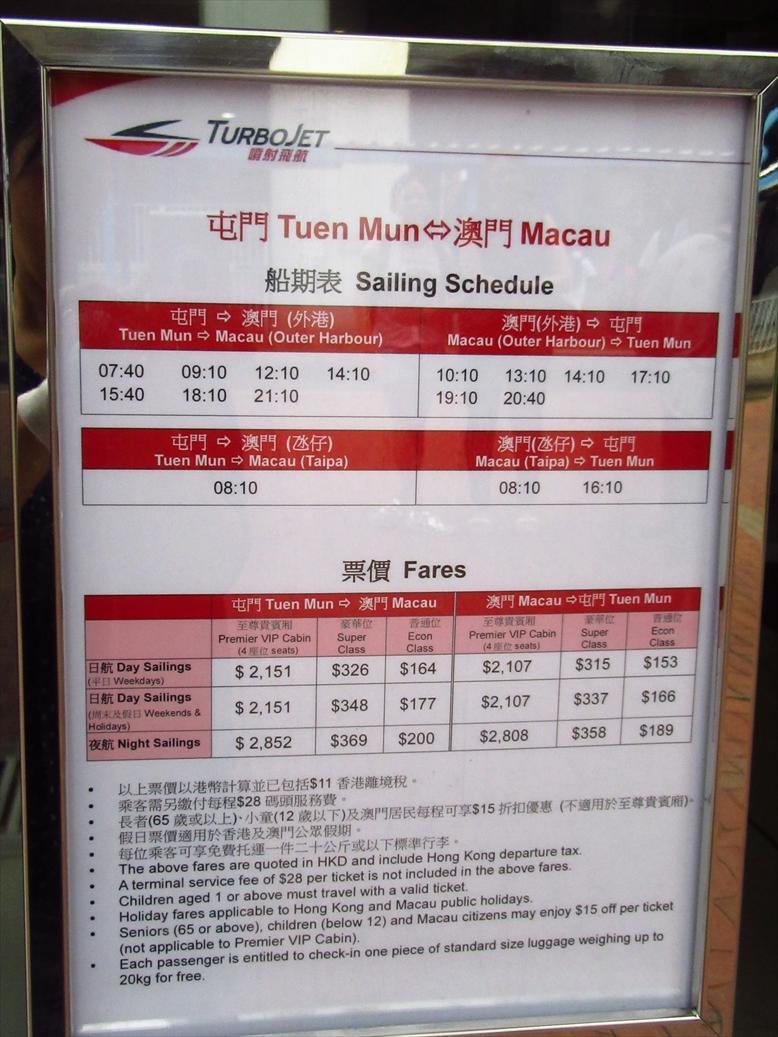 TURBOJET
噴射飛航
屯門 Tuen Mun⇔澳門 Macau
船期表 Sailing Schedule
屯門 ⇨ 澳門 (外港)
Tuen Mun ⇨ Macau (Outer Harbour)
澳門(外港) ⇨ 屯門
Macau (Outer Harbour) ⇨ Tuen Mun
07:40 09:10 12:10 14:10
15:40 18:10 21:10
10:10 13:10 14:10 17:10
19:10 20:40
屯門 ⇨ 澳門 (氹仔)
Tuen Mun ⇨ Macau (Taipa)
澳門(氹仔) ⇨ 屯門
Macau (Taipa) ⇨ Tuen Mun
08:10
08:10 16:10
票價 Fares
屯門 Tuen Mun ⇨ 澳門 Macau
澳門 Macau ⇨屯門 Tuen Mun
至尊貴賓廂 豪華位 普通位 至尊貴賓廂 豪華位 普通位
Premier VIP Cabin Super Econ Premier VIP Cabin Super Econ
(4 座位 seats) Class Class (4 座位 seats) Class Class
日航 Day Sailings $ 2,151 $326 $164 $2,107 $315 $153
(平日 Weekdays)
日航 Day Sailings $ 2,151 $348 $177 $2,107 $337 $166
(周末及假日 Weekends &
Holidays)
夜航 Night Sailings $ 2,852 $369 $200 $2,808 $358 $189
• 以上票價以港幣計算並已包括$11 香港離境稅。
• 乘客需另繳付每程$28 碼頭服務費。
• 長者(65 歲或以上)、小童(12 歲以下)及澳門居民每程可享$15 折扣優惠 (不適用於至尊貴賓廂)。
• 假日票價適用於香港及澳門公眾假期。
• 每位乘客可享免費托運一件二十公斤或以下標準行李。
• The above fares are quoted in HKD and include Hong Kong departure tax.
• A terminal service fee of $28 per ticket is not included in the above fares.
• Children aged 1 or above must travel with a valid ticket.
• Holiday fares applicable to Hong Kong and Macau public holidays.
• Seniors (65 or above), children (below 12) and Macau citizens may enjoy $15 off per ticket
(not applicable to Premier VIP Cabin).
• Each passenger is entitled to check-in one piece of standard size luggage weighing up to
20kg for free.